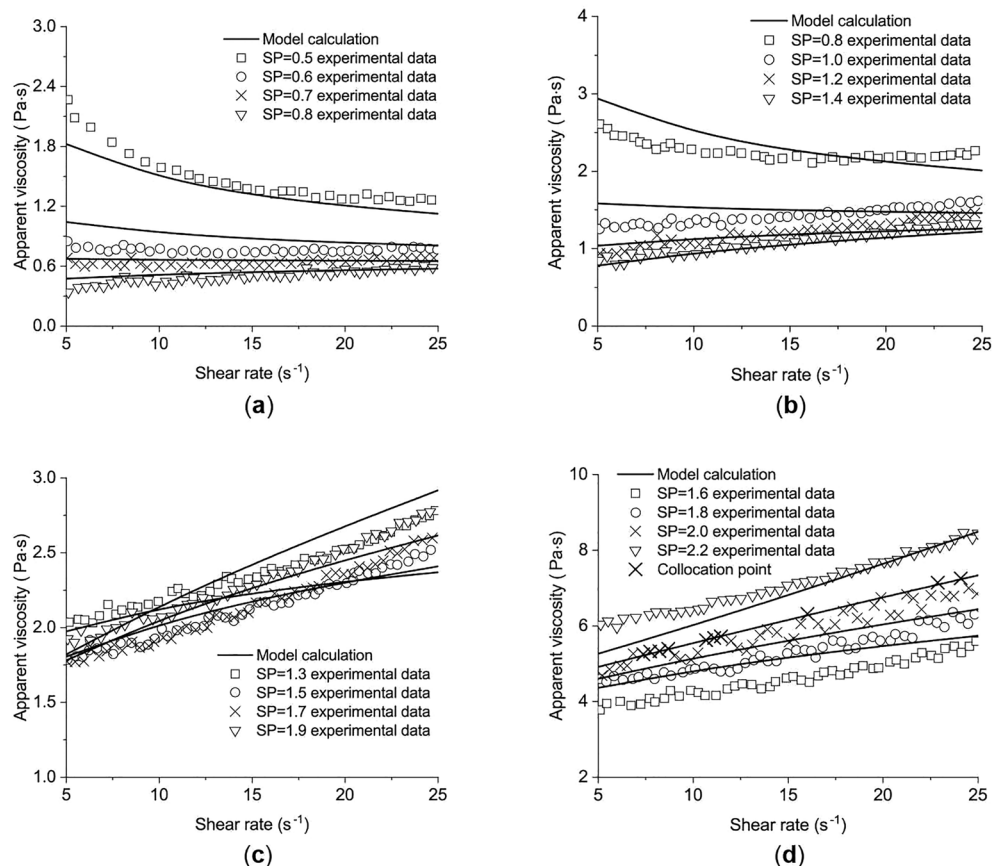 3.0
2.4
1.8
1.2
0.6
0.0
Apparent viscosity ( Pa·s)
Model calculation
SP=0.5 experimental data
SP=0.6 experimental data
SP=0.7 experimental data
SP=0.8 experimental data
5 10 15 20 25
Shear rate (s-1)
(a)
4
3
2
1
0
Apparent viscosity ( Pa·s)
Model calculation
SP=0.8 experimental data
SP=1.0 experimental data
SP=1.2 experimental data
SP=1.4 experimental data
5 10 15 20 25
Shear rate (s-1)
(b)
3.0
2.5
2.0
1.5
1.0
Apparent viscosity (Pa·s)
Model calculation
SP=1.3 experimental data
SP=1.5 experimental data
SP=1.7 experimental data
SP=1.9 experimental data
5 10 15 20 25
Shear rate (s-1)
(c)
10
8
6
4
2
Apparent viscosity (Pa·s)
Model calculation
SP=1.6 experimental data
SP=1.8 experimental data
SP=2.0 experimental data
SP=2.2 experimental data
Collocation point
5 10 15 20 25
Shear rate (s-1)
(d)